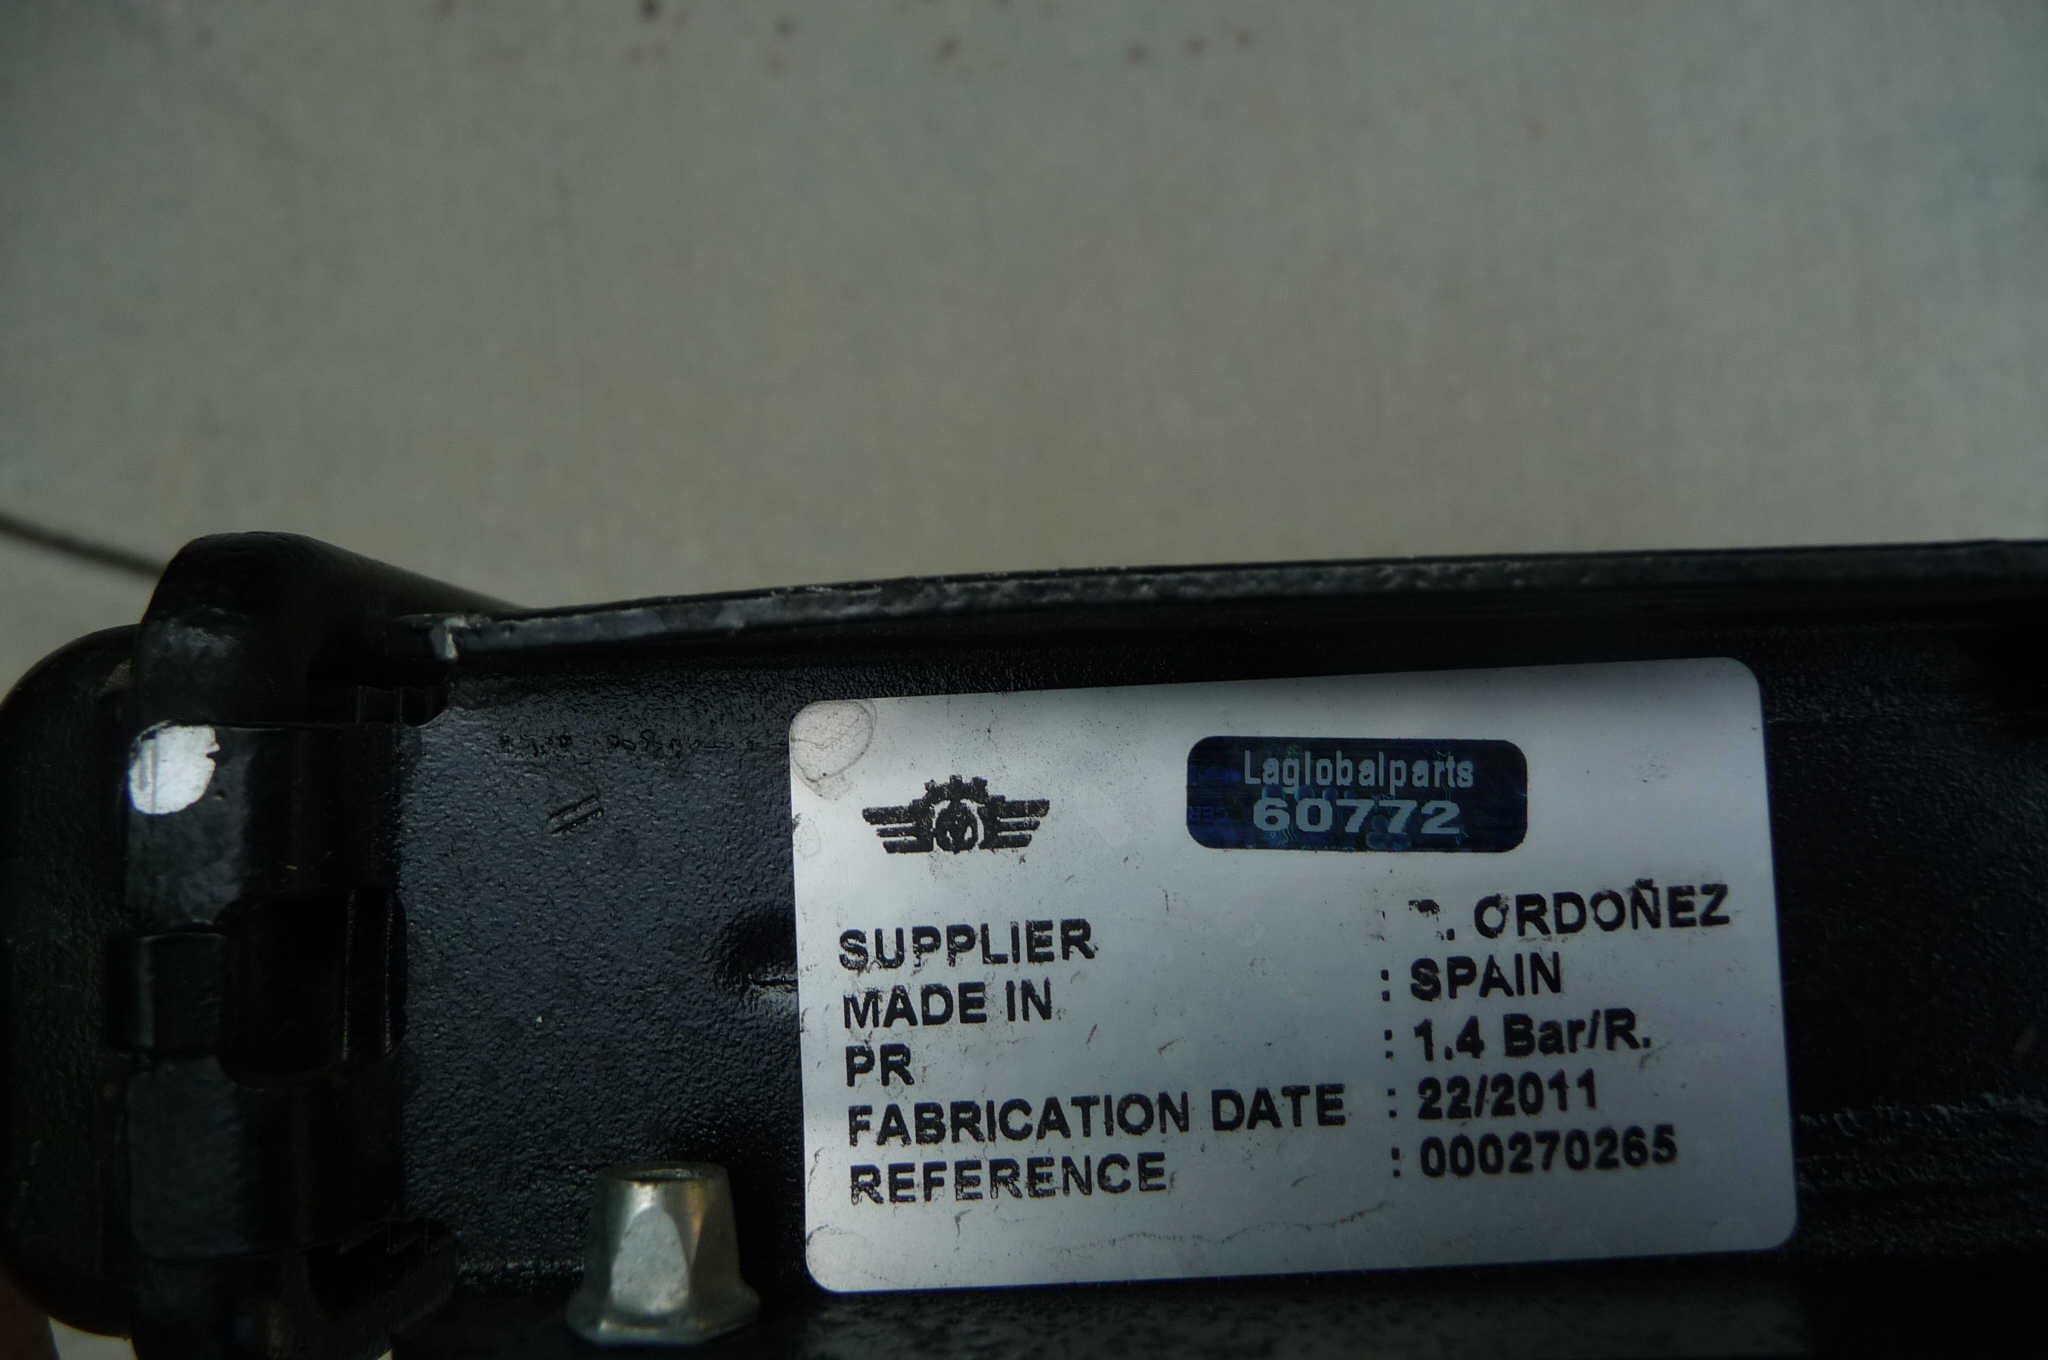 Laglobalparts
60772
SUPPLIER : . ORDOÑEZ
MADE IN : SPAIN
PR : 1.4 Bar/R.
FABRICATION DATE : 22/2011
REFERENCE : 000270265